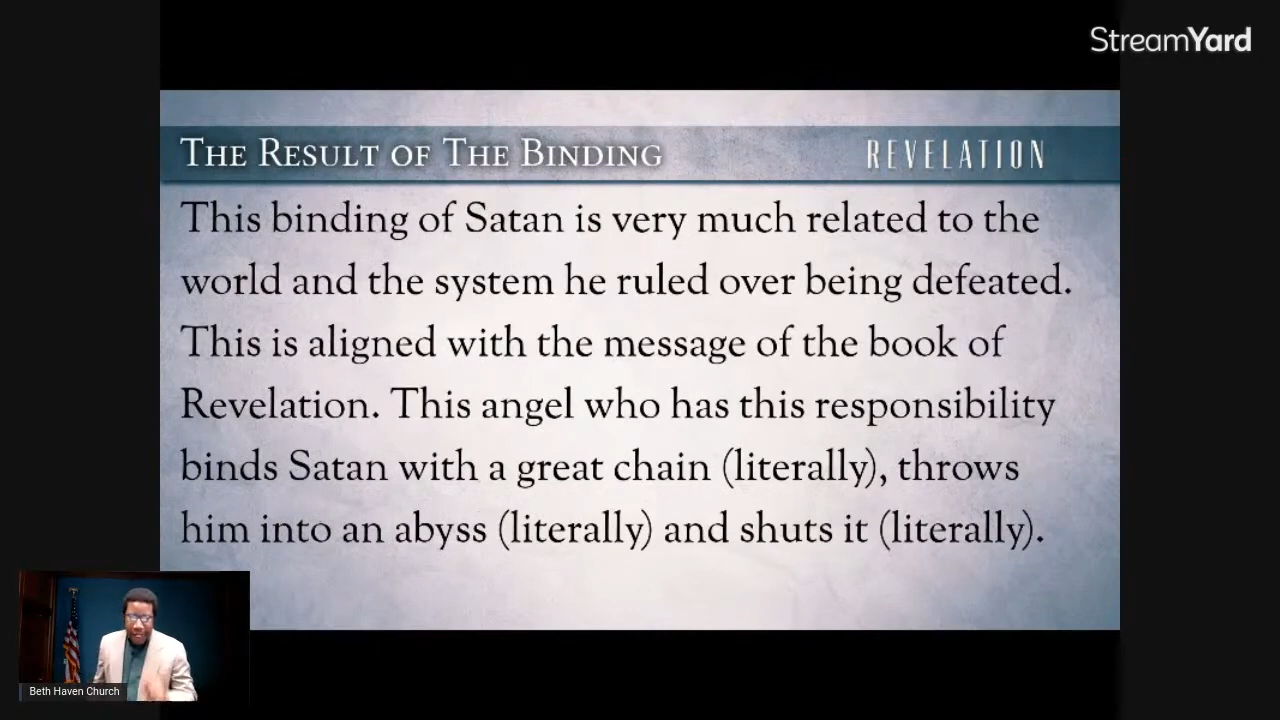 StreamYard
THE RESULT OF THE BINDING
REVELATION
This binding of Satan is very much related to the
world and the system he ruled over being defeated.
This is aligned with the message of the book of
Revelation. This angel who has this responsibility
binds Satan with a great chain (literally), throws
him into an abyss (literally) and shuts it (literally).
Beth Haven Church